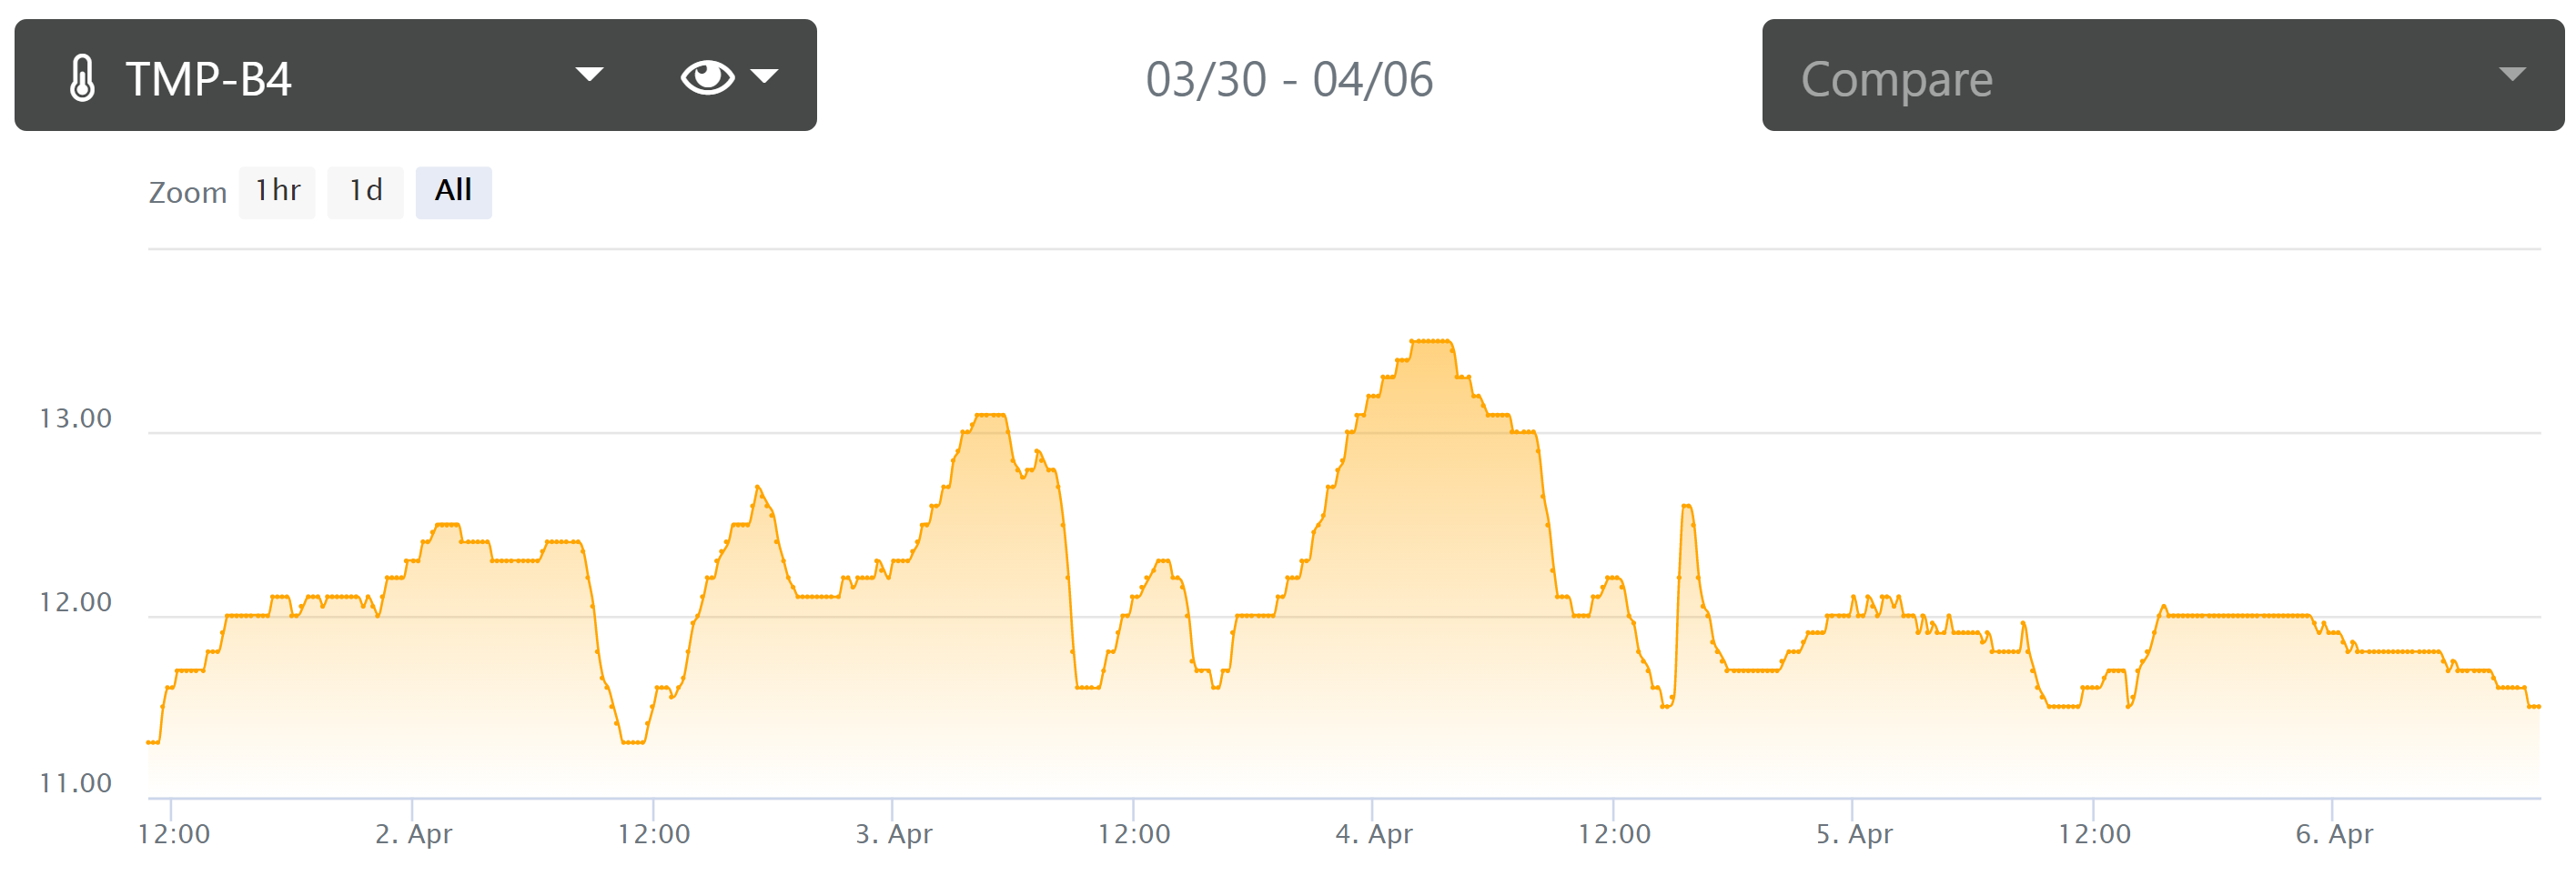 TMP-B4
03/30 - 04/06
Compare
Zoom 1hr 1d All
13.00
12.00
11.00
12:00 2. Apr 12:00 3. Apr 12:00 4. Apr 12:00 5. Apr 12:00 6. Apr